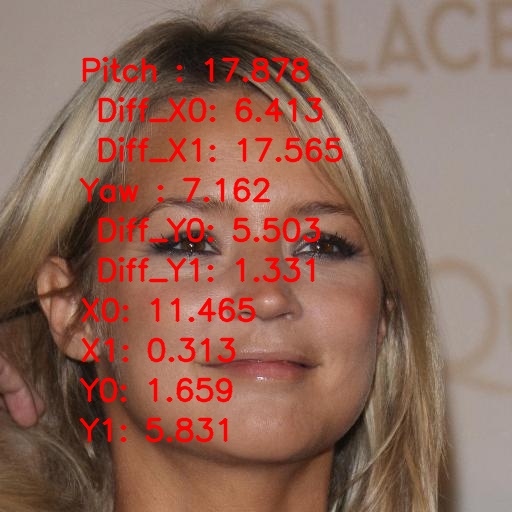 OLACE
Pitch : 17.878
Diff_X0: 6.413
Diff_X1: 17.565
Yaw : 7.162
Diff_Y0: 5.503
Diff_Y1: 1.331
X0: 11.465
X1: 0.313
Y0: 1.659
Y1: 5.831